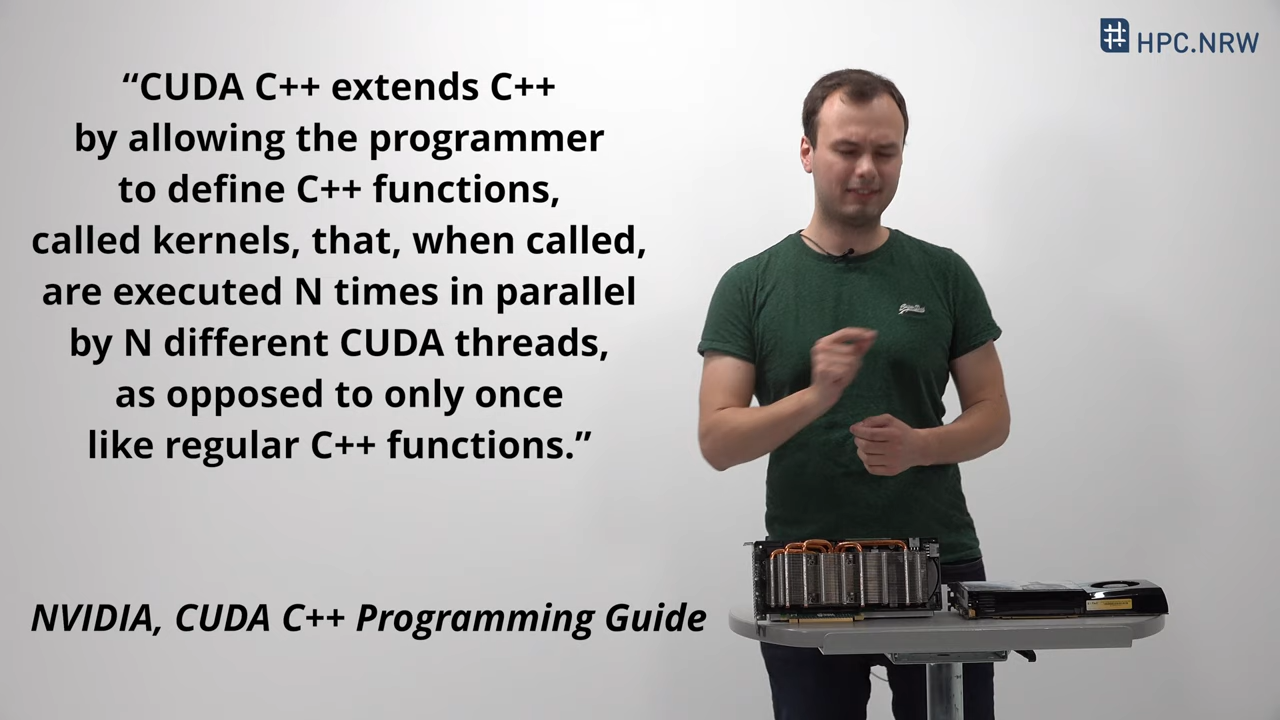 HPC.NRW
“CUDA C++ extends C++
by allowing the programmer
to define C++ functions,
called kernels, that, when called,
are executed N times in parallel
by N different CUDA threads,
as opposed to only once
like regular C++ functions.”
NVIDIA, CUDA C++ Programming Guide